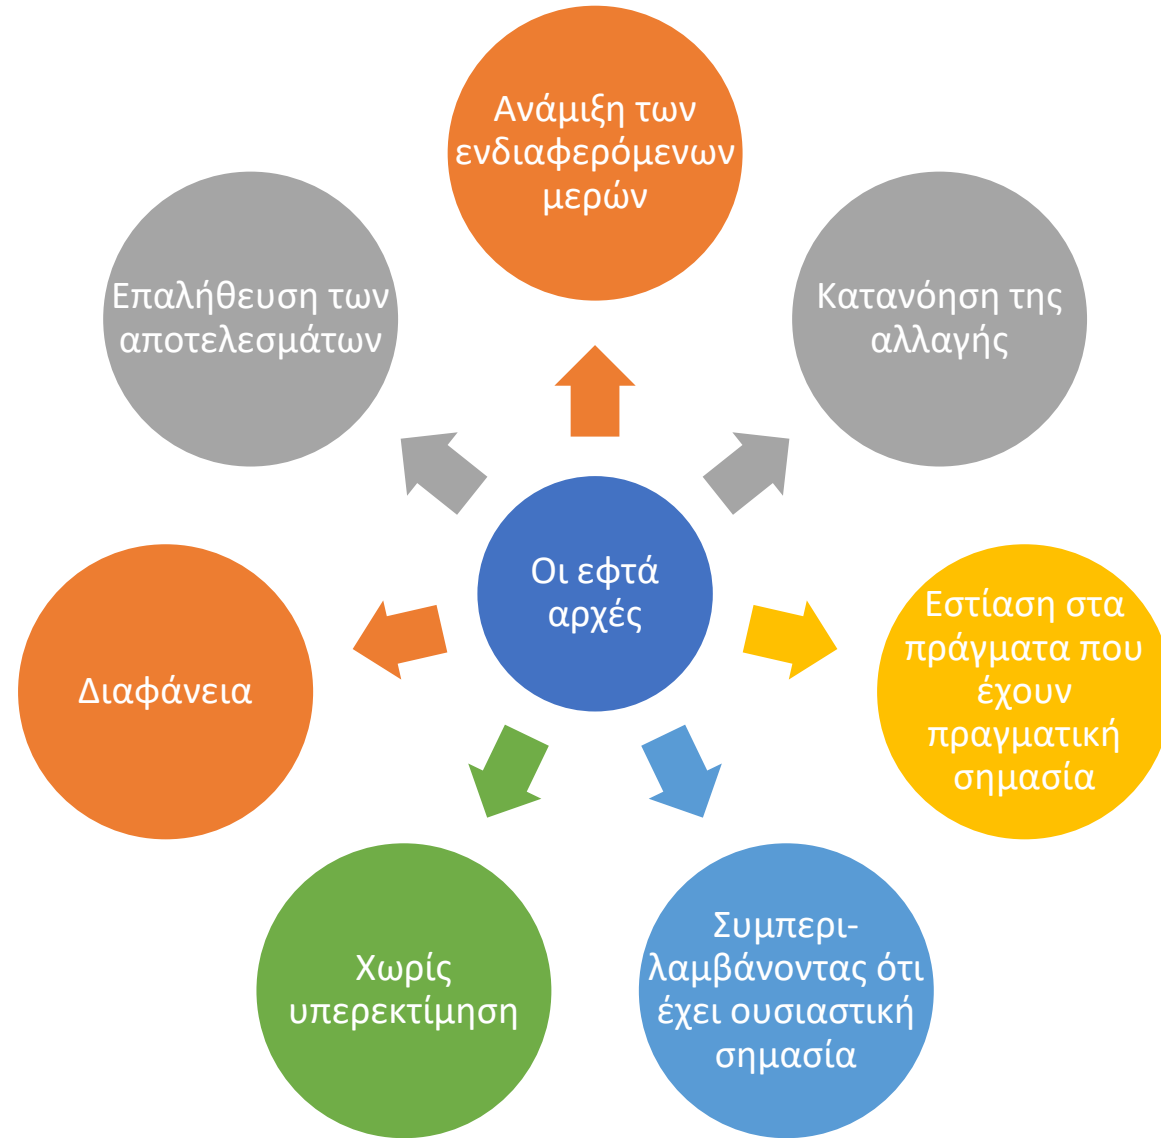 Ανάμιξη των
ενδιαφερόμενων
μερών
Κατανόηση της
αλλαγής
Εστίαση στα
πράγματα που
έχουν
πραγματική
σημασία
Συμπερι-
λαμβάνοντας ότι
έχει ουσιαστική
σημασία
Χωρίς
υπερεκτίμηση
Διαφάνεια
Επαλήθευση των
αποτελεσμάτων
Οι εφτά
αρχές